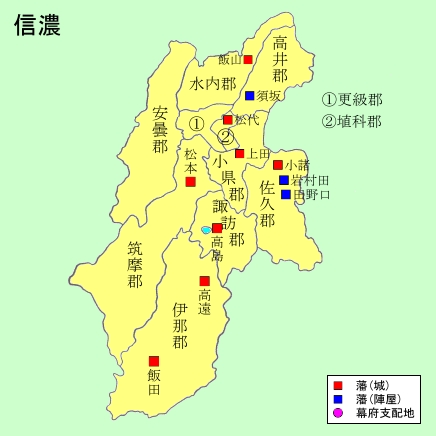 信濃
高井郡
飯山
水内郡
須坂
①更級郡
②埴科郡
安曇郡
①
松代
②
上田
松本
小県郡
小諸
岩村田
田野口
佐久郡
諏訪郡
高島
筑摩郡
高遠
伊那郡
飯田
藩(城)
藩(陣屋)
幕府支配地